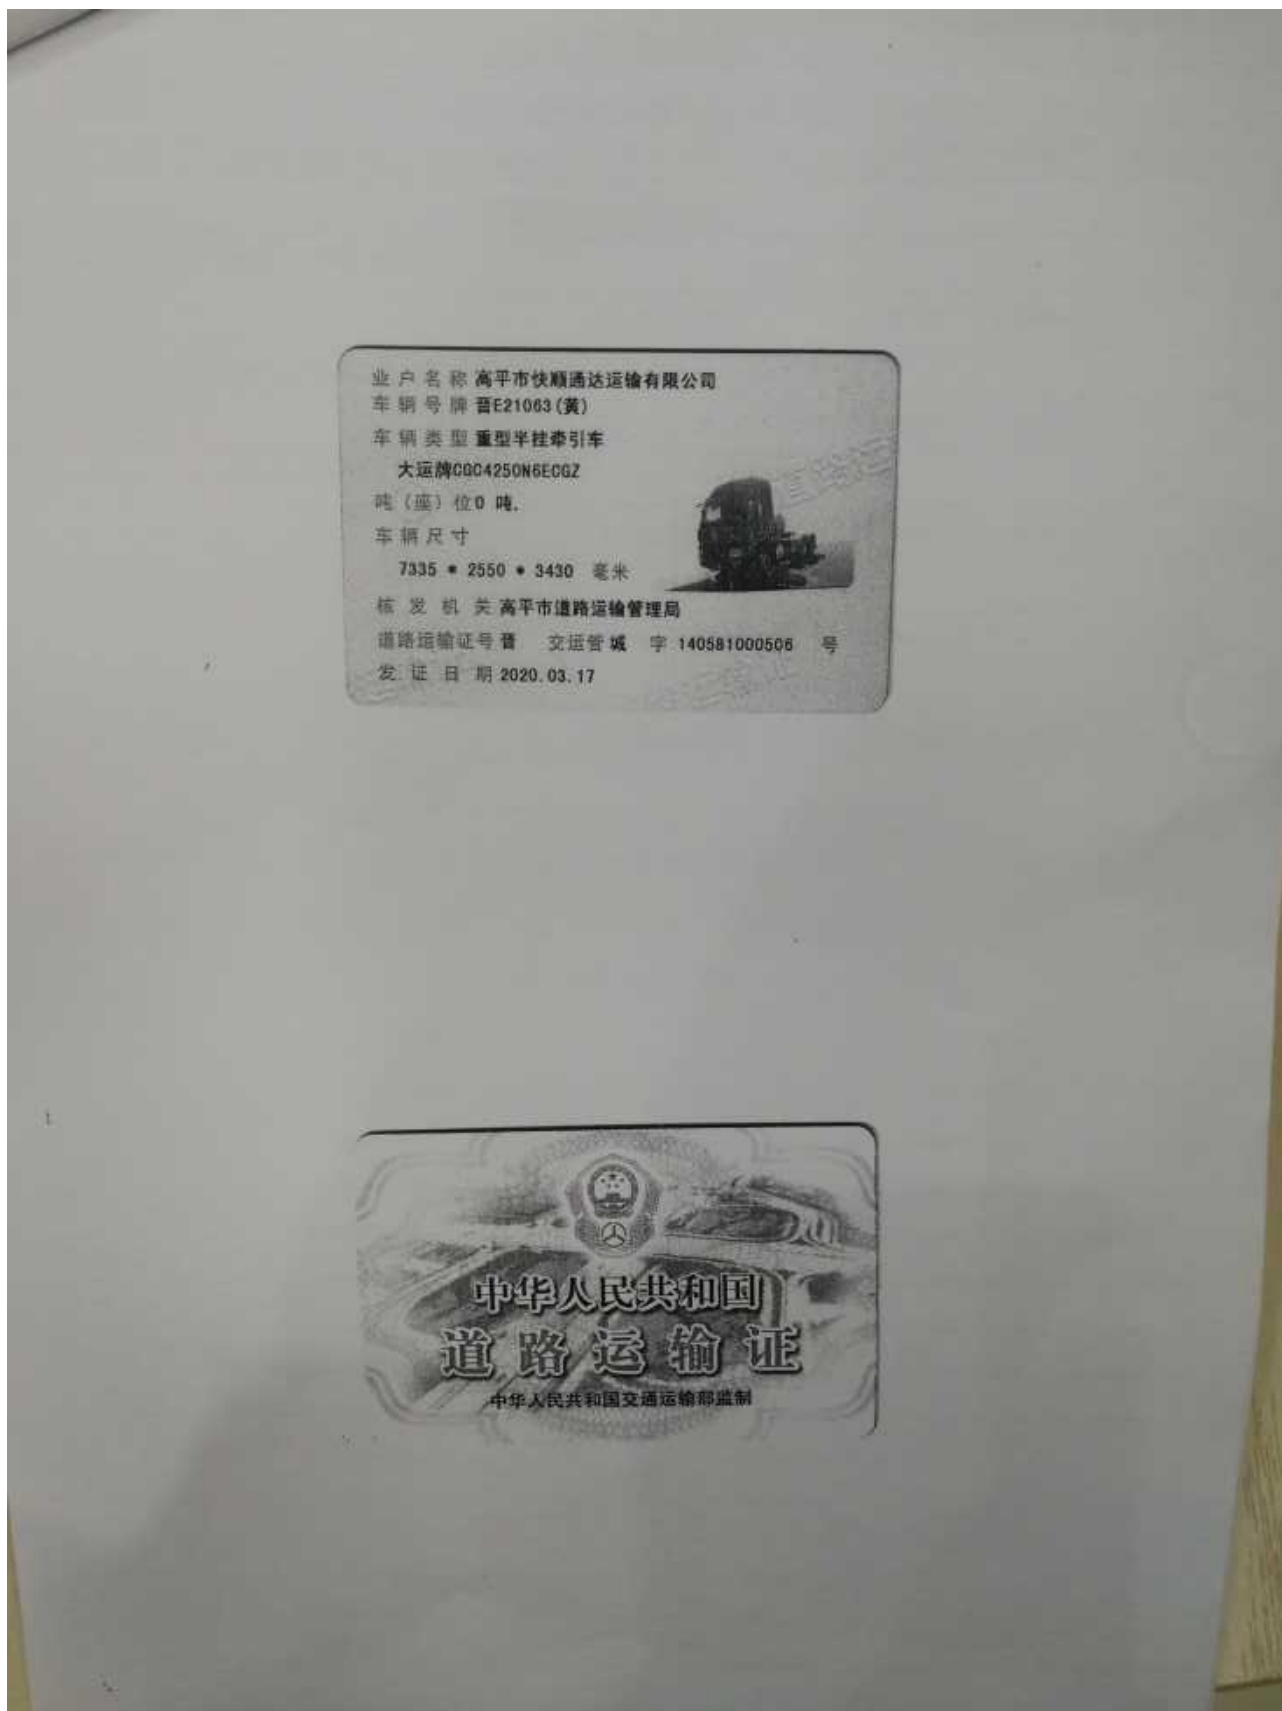 业户名称 高平市快顺通达运输有限公司
车辆号牌 晋E21063(黄)
车辆类型 重型半挂牵引车
大运牌CGC4250N6ECGZ
吨（座）位0 吨,
车辆尺寸
7335 * 2550 * 3430 毫米
核发机关 高平市道路运输管理局
道路运输证号 晋 交运管 城 字 140581000506 号
发证日期 2020.03.17
中华人民共和国
道路运输证
中华人民共和国交通运输部监制